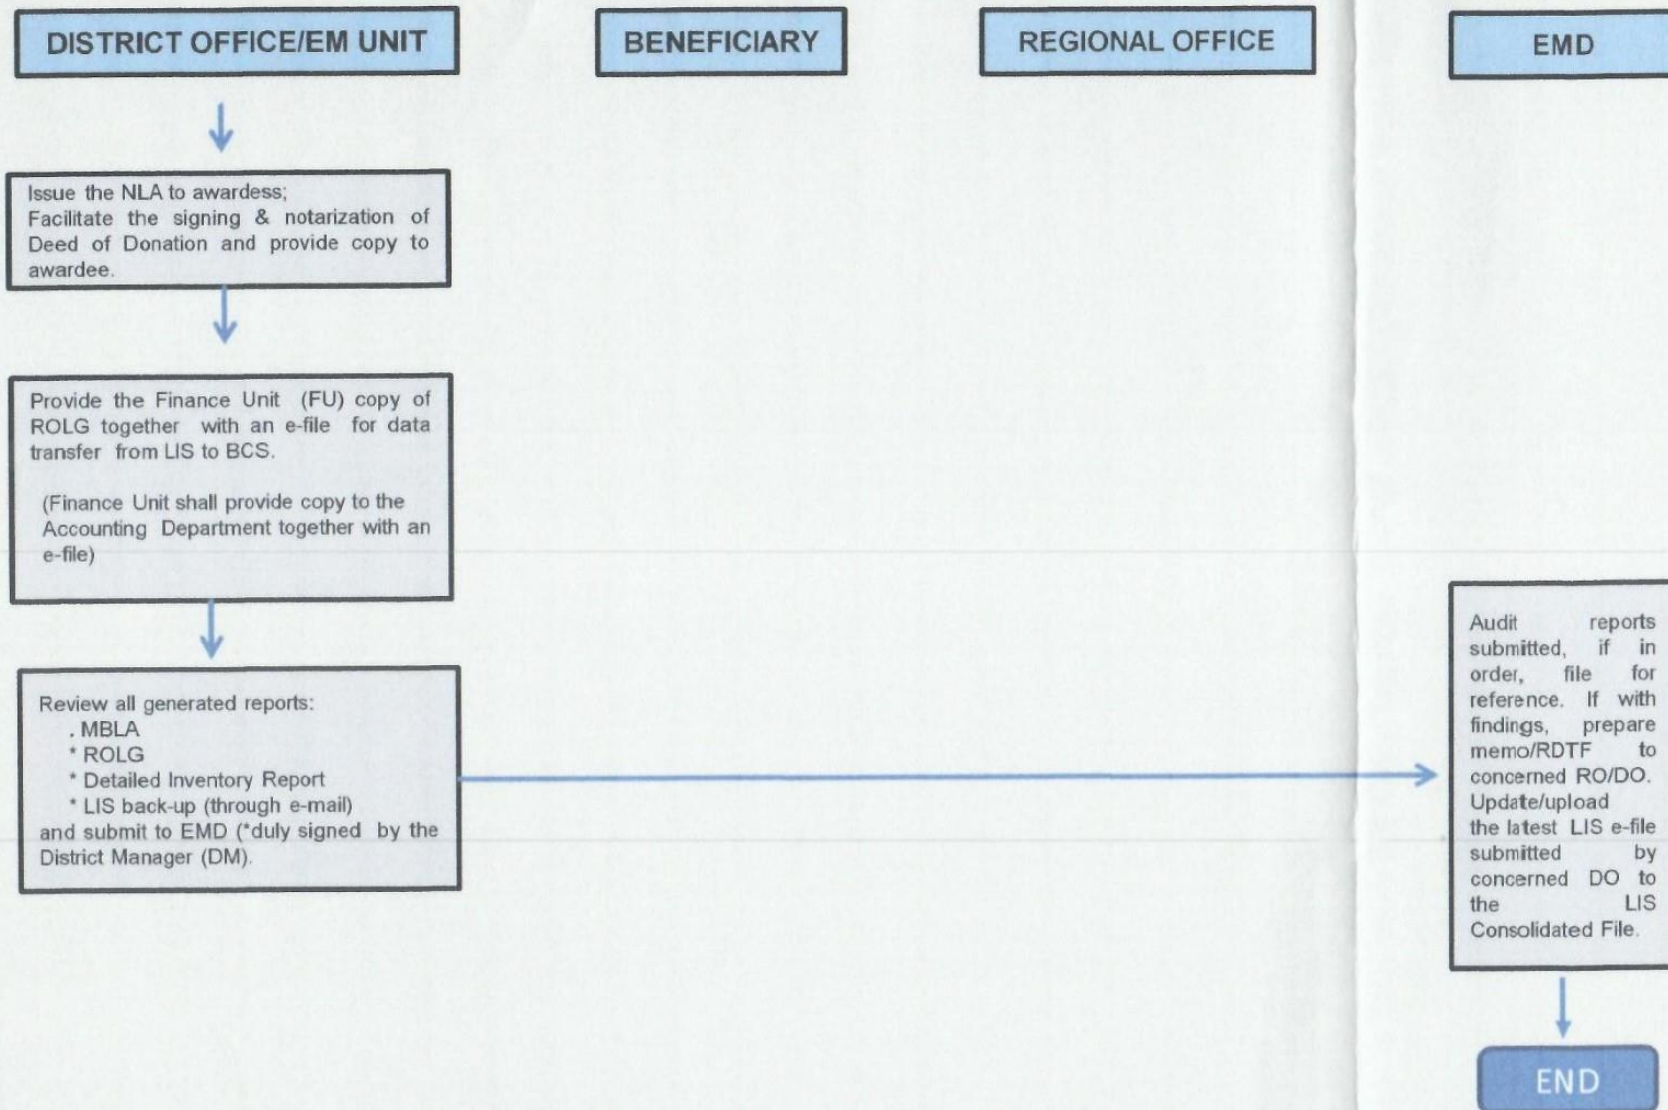 DISTRICT OFFICE/EM UNIT
BENEFICIARY
REGIONAL OFFICE
EMD
Issue the NLA to awardess;
Facilitate the signing & notarization of
Deed of Donation and provide copy to
awardee.
Provide the Finance Unit (FU) copy of
ROLG together with an e-file for data
transfer from LIS to BCS.
(Finance Unit shall provide copy to the
Accounting Department together with an
e-file)
Review all generated reports:
. MBLA
* ROLG
* Detailed Inventory Report
* LIS back-up (through e-mail)
and submit to EMD (*duly signed by the
District Manager (DM).
Audit reports
submitted, if in
order, file for
reference. If with
findings, prepare
memo/RDTF to
concerned RO/DO.
Update/upload
the latest LIS e-file
submitted by
concerned DO to
the LIS
Consolidated File.
END